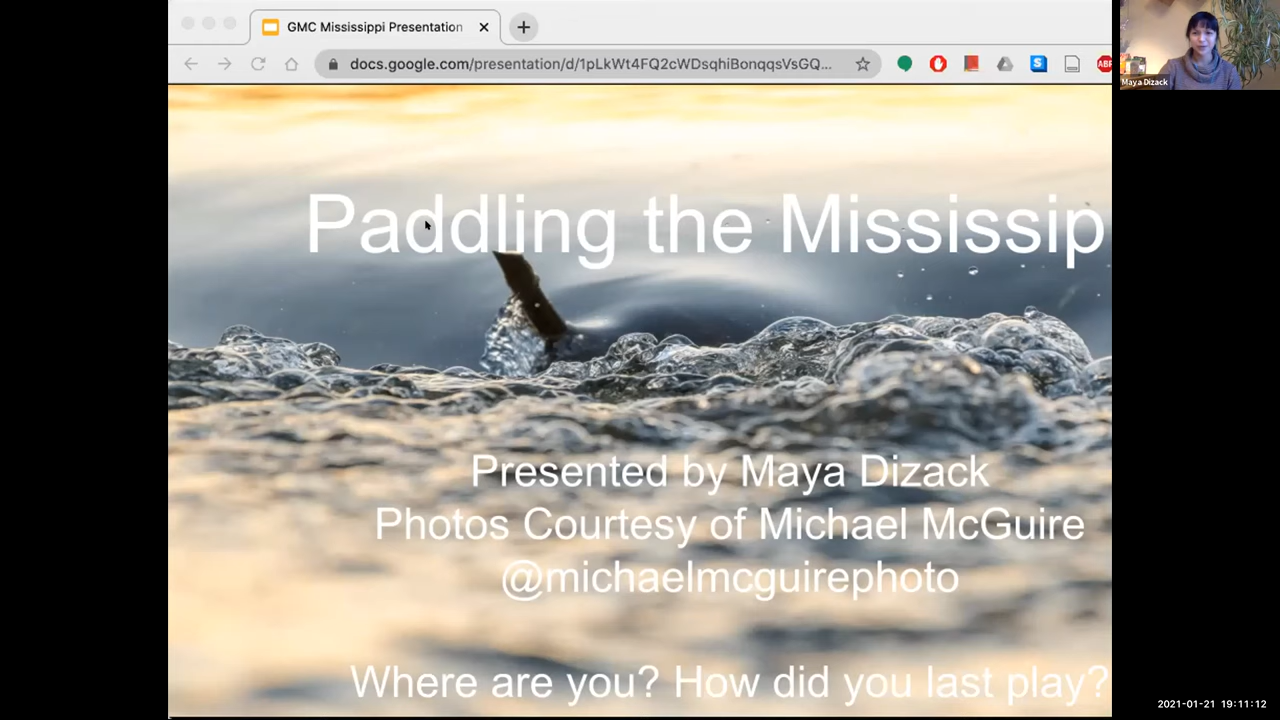 GMC Mississippi Presentation
docs.google.com/presentation/d/1pLkWt4FQ2cWDsqhiBonqqsVsGQ...
S
ABP
Maya Dizack
Paddling the Mississip
Presented by Maya Dizack
Photos Courtesy of Michael McGuire
@michaelmcguirephoto
Where are you? How did you last play?
2021-01-21 19:11:12